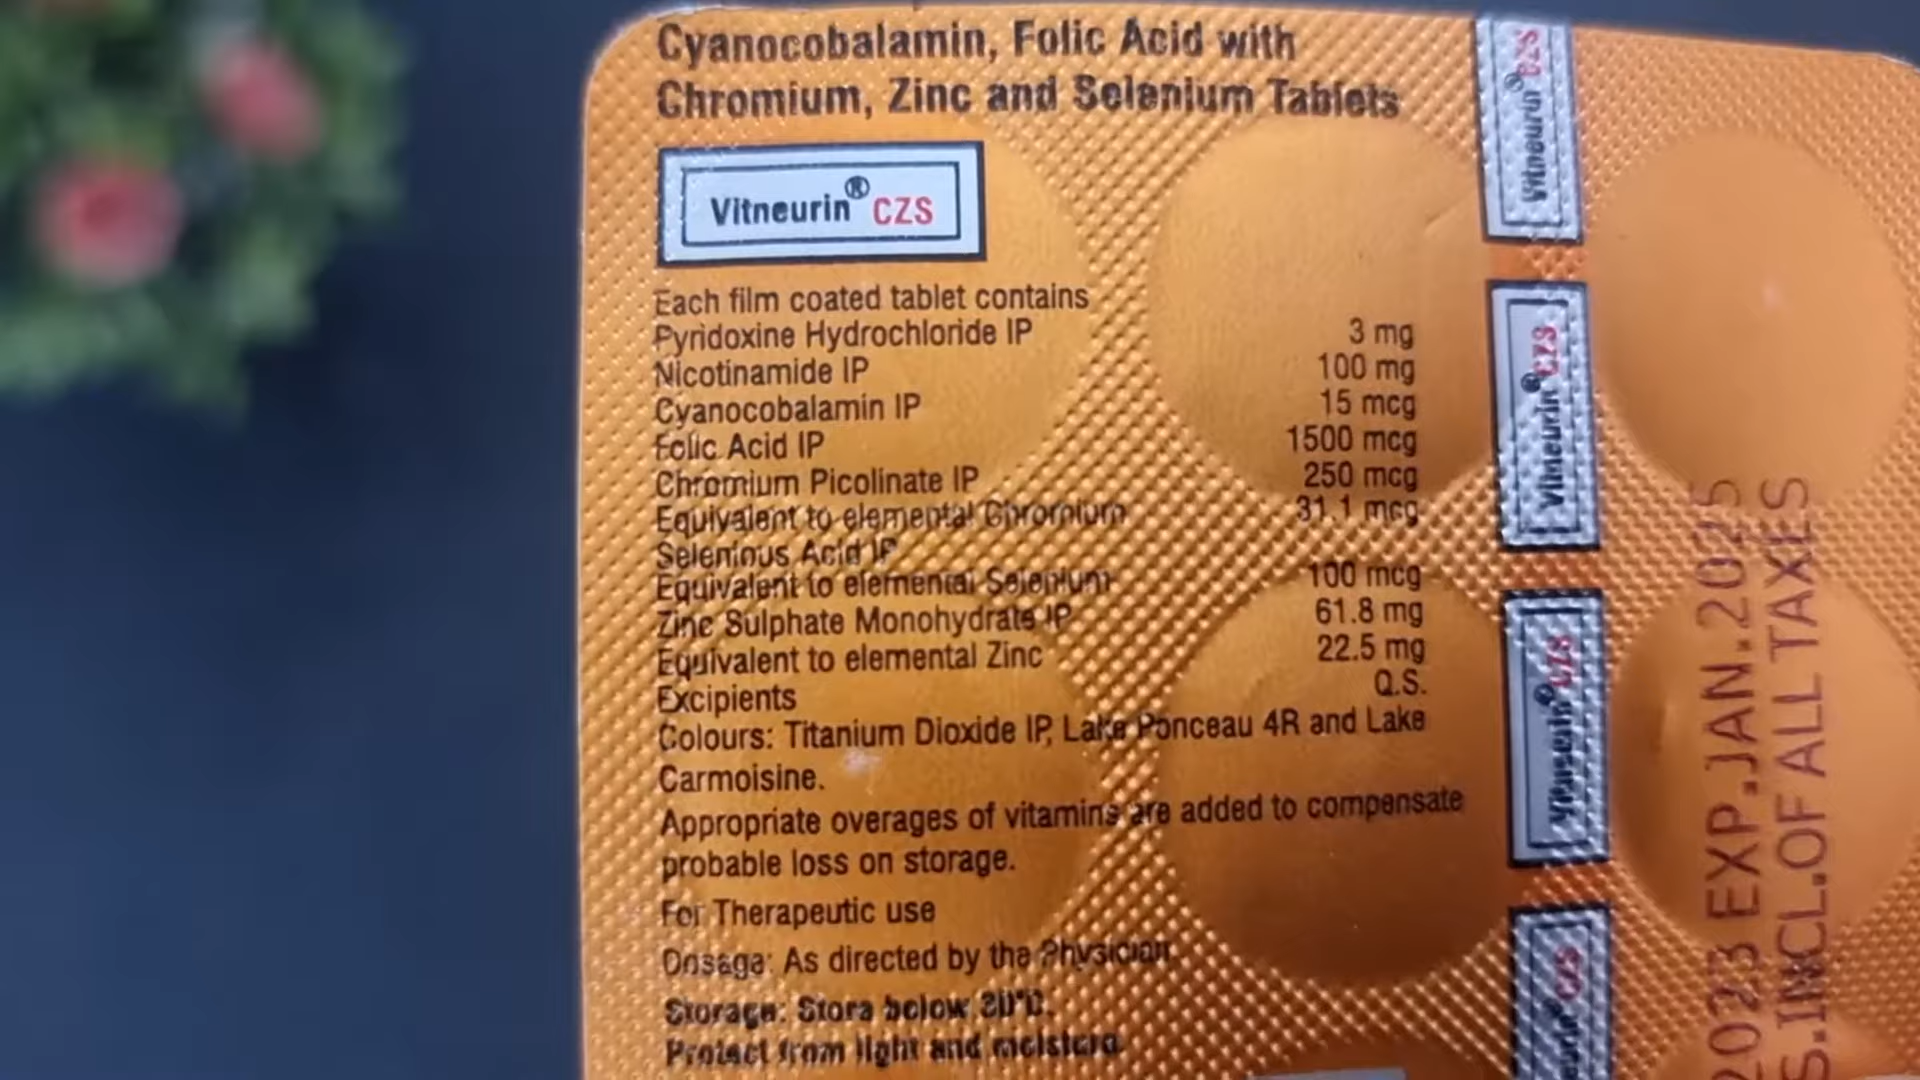 Cyanocobalamin, Folic Acid with
Chromium, Zinc and Selenium Tablets
Vitneurin® CZS
Each film coated tablet contains
Pyridoxine Hydrochloride IP 3 mg
Nicotinamide IP 100 mg
Cyanocobalamin IP 15 mcg
Folic Acid IP 1500 mcg
Chromium Picolinate IP 250 mcg
Equivalent to elemental Chromium 31.1 mcg
Selenious Acid IP
Equivalent to elemental Selenium 100 mcg
Zinc Sulphate Monohydrate IP 61.8 mg
Equivalent to elemental Zinc 22.5 mg
Excipients Q.S.
Colours: Titanium Dioxide IP, Lake Ponceau 4R and Lake
Carmoisine.
Appropriate overages of vitamins are added to compensate
probable loss on storage.
For Therapeutic use
Dosage: As directed by the Physician.
Storage: Store below 30°C.
Protect from light and moisture.
Vitneurin® CZS
Vitneurin® CZS
Vitneurin® CZS
CZS
2023 EXP.JAN.2025
S.INCL.OF ALL TAXES